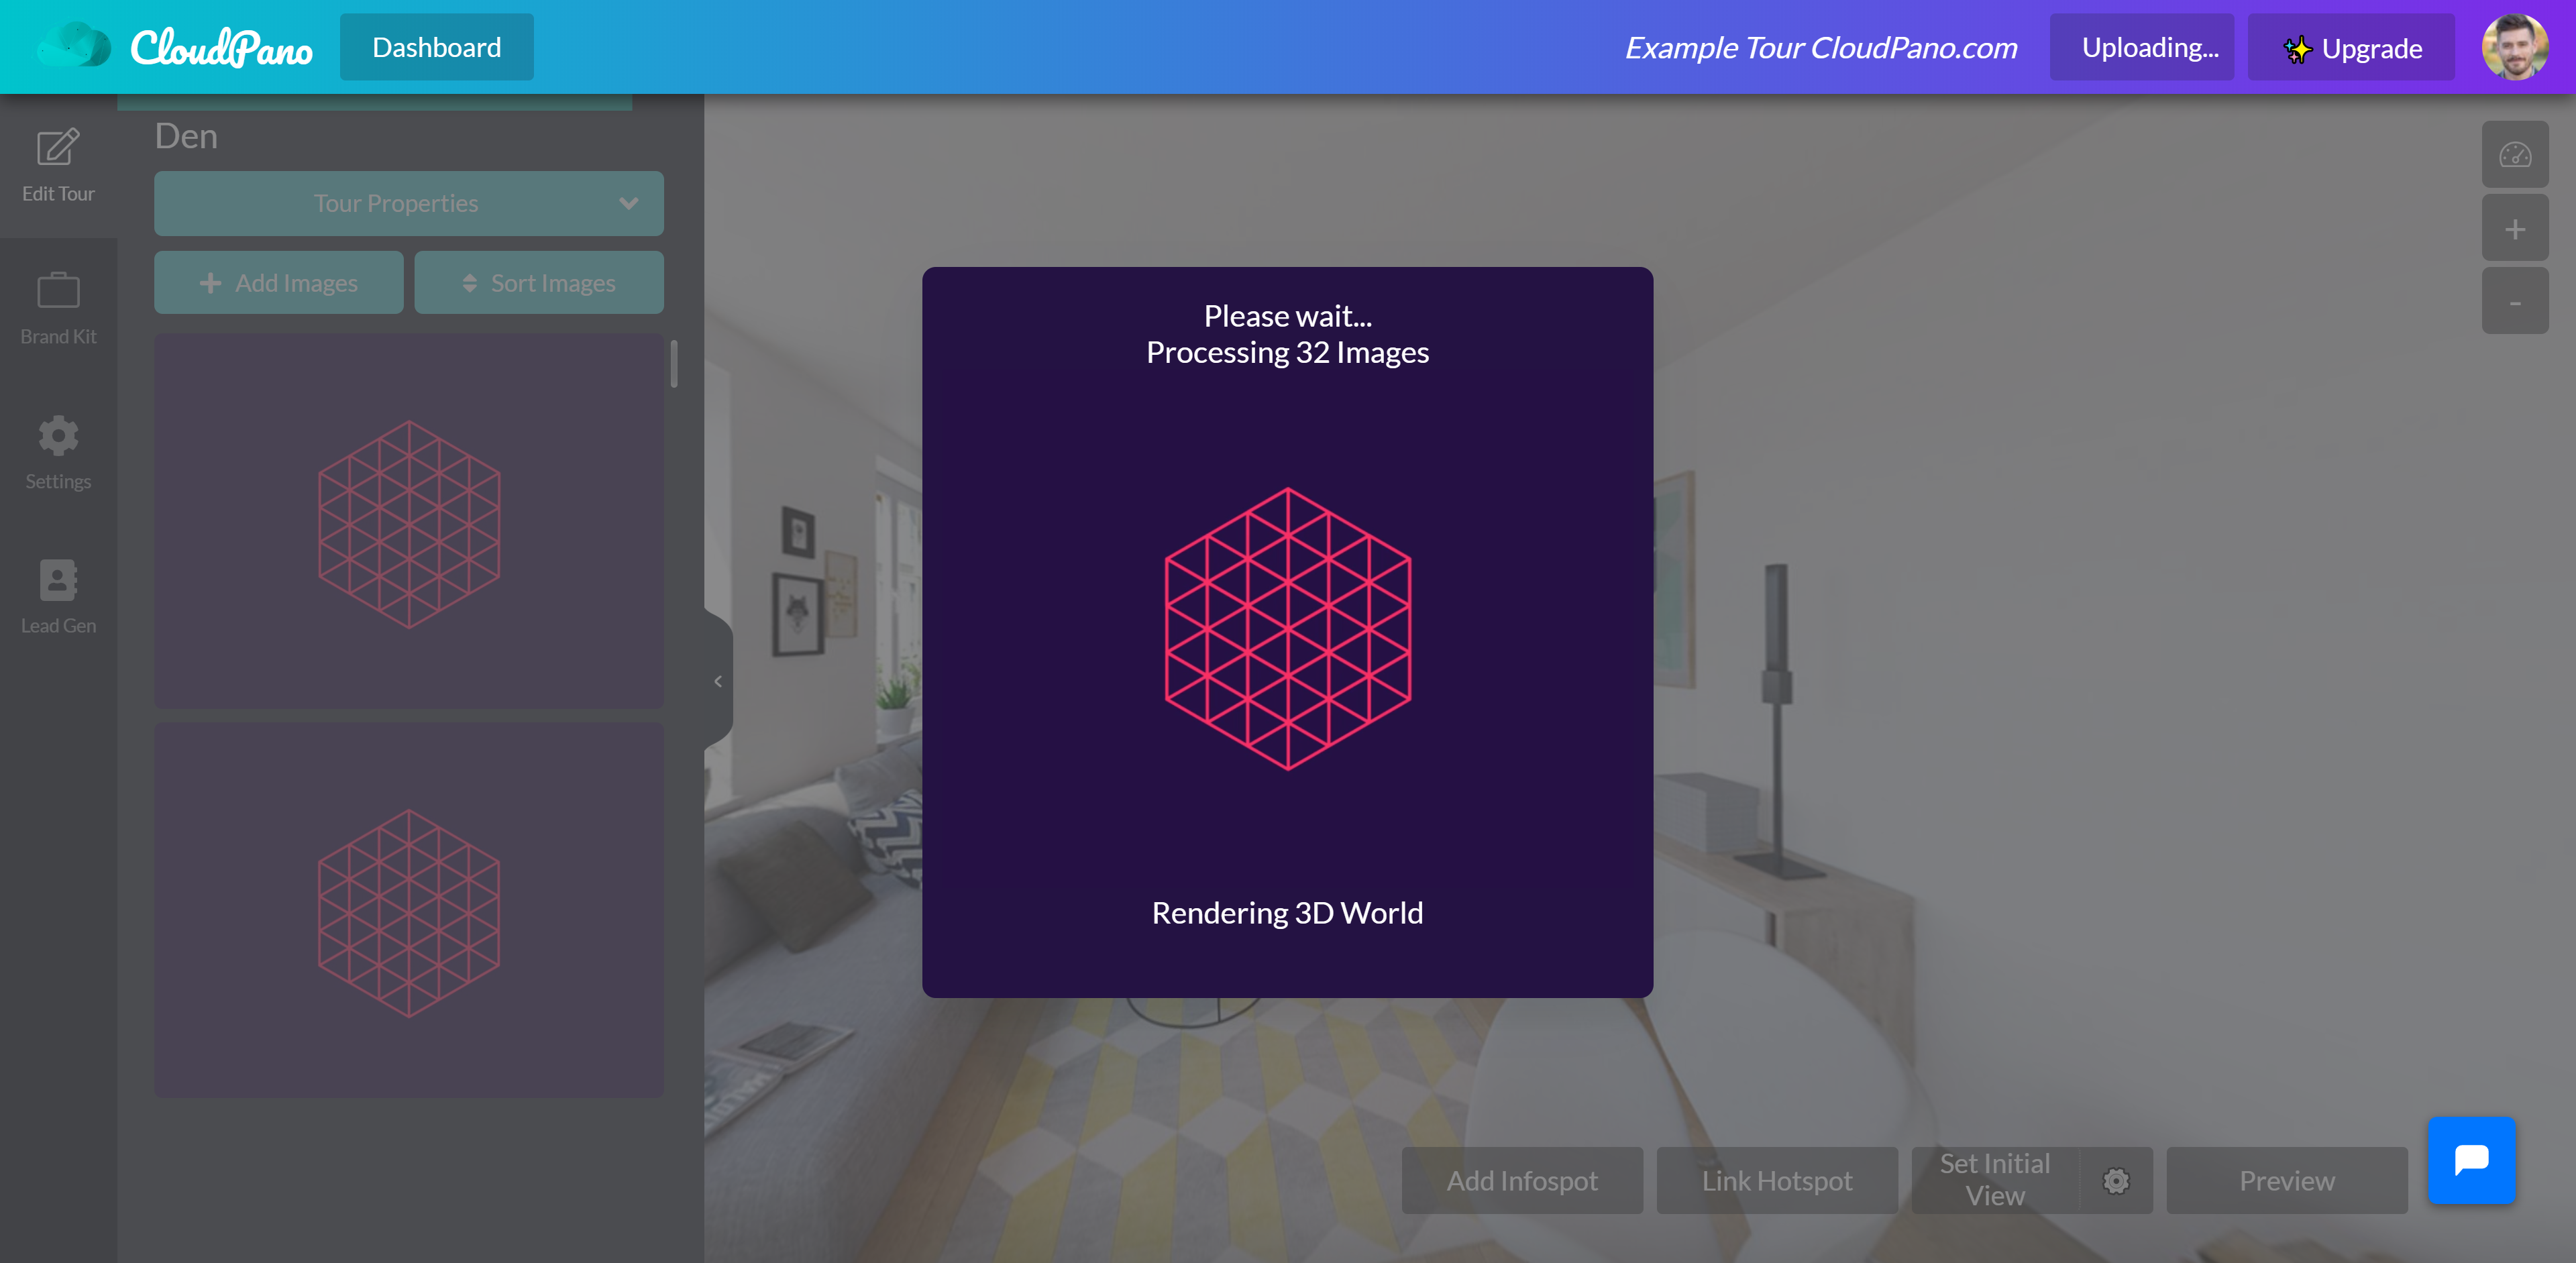 CloudPano
Dashboard
Example Tour CloudPano.com
Uploading...
Upgrade
Edit Tour
Brand Kit
Settings
Lead Gen
Den
Tour Properties
Add Images
Sort Images
+
-
Please wait...
Processing 32 Images
Rendering 3D World
Add Infospot
Link Hotspot
Set Initial
View
Preview